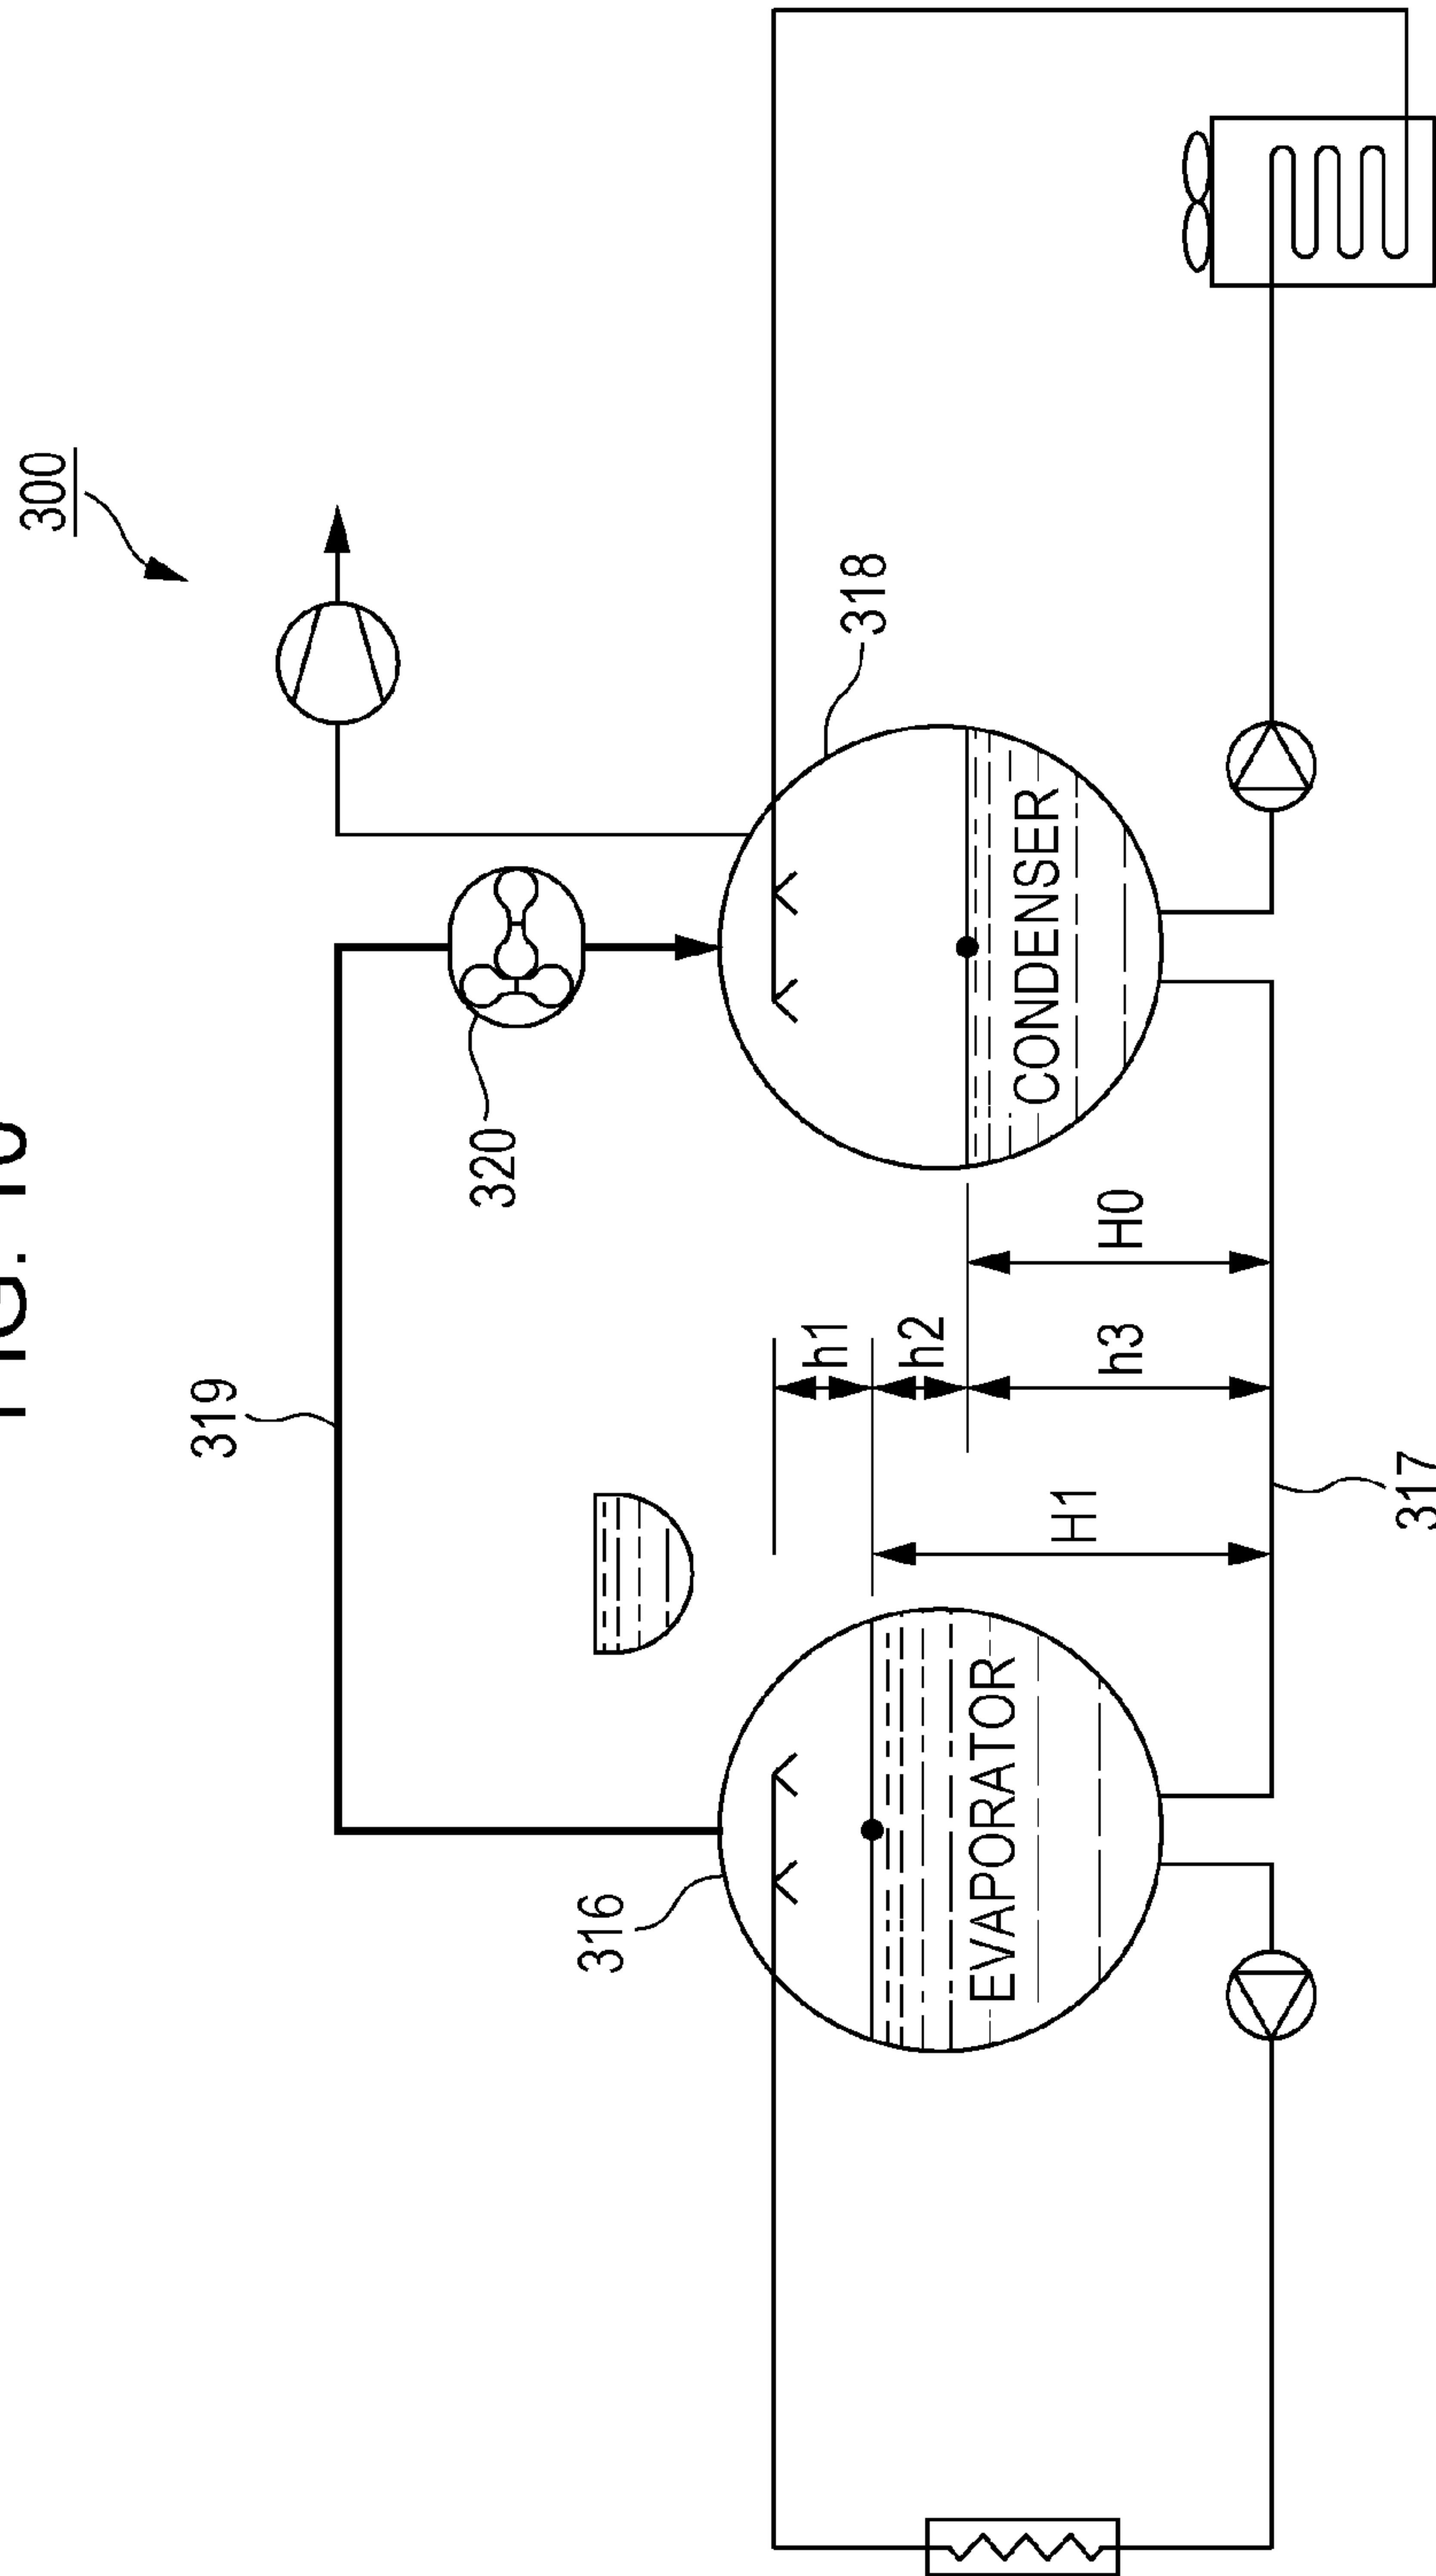 FIG. 10
300
319
320
318
316
h1
h2
H1
h3
H0
EVAPORATOR
CONDENSER
317